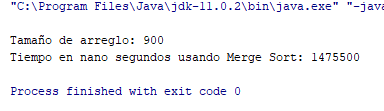 "C:\Program Files\Java\jdk-11.0.2\bin\java.exe" "-java
Tamaño de arreglo: 900
Tiempo en nano segundos usando Merge Sort: 1475500
Process finished with exit code 0